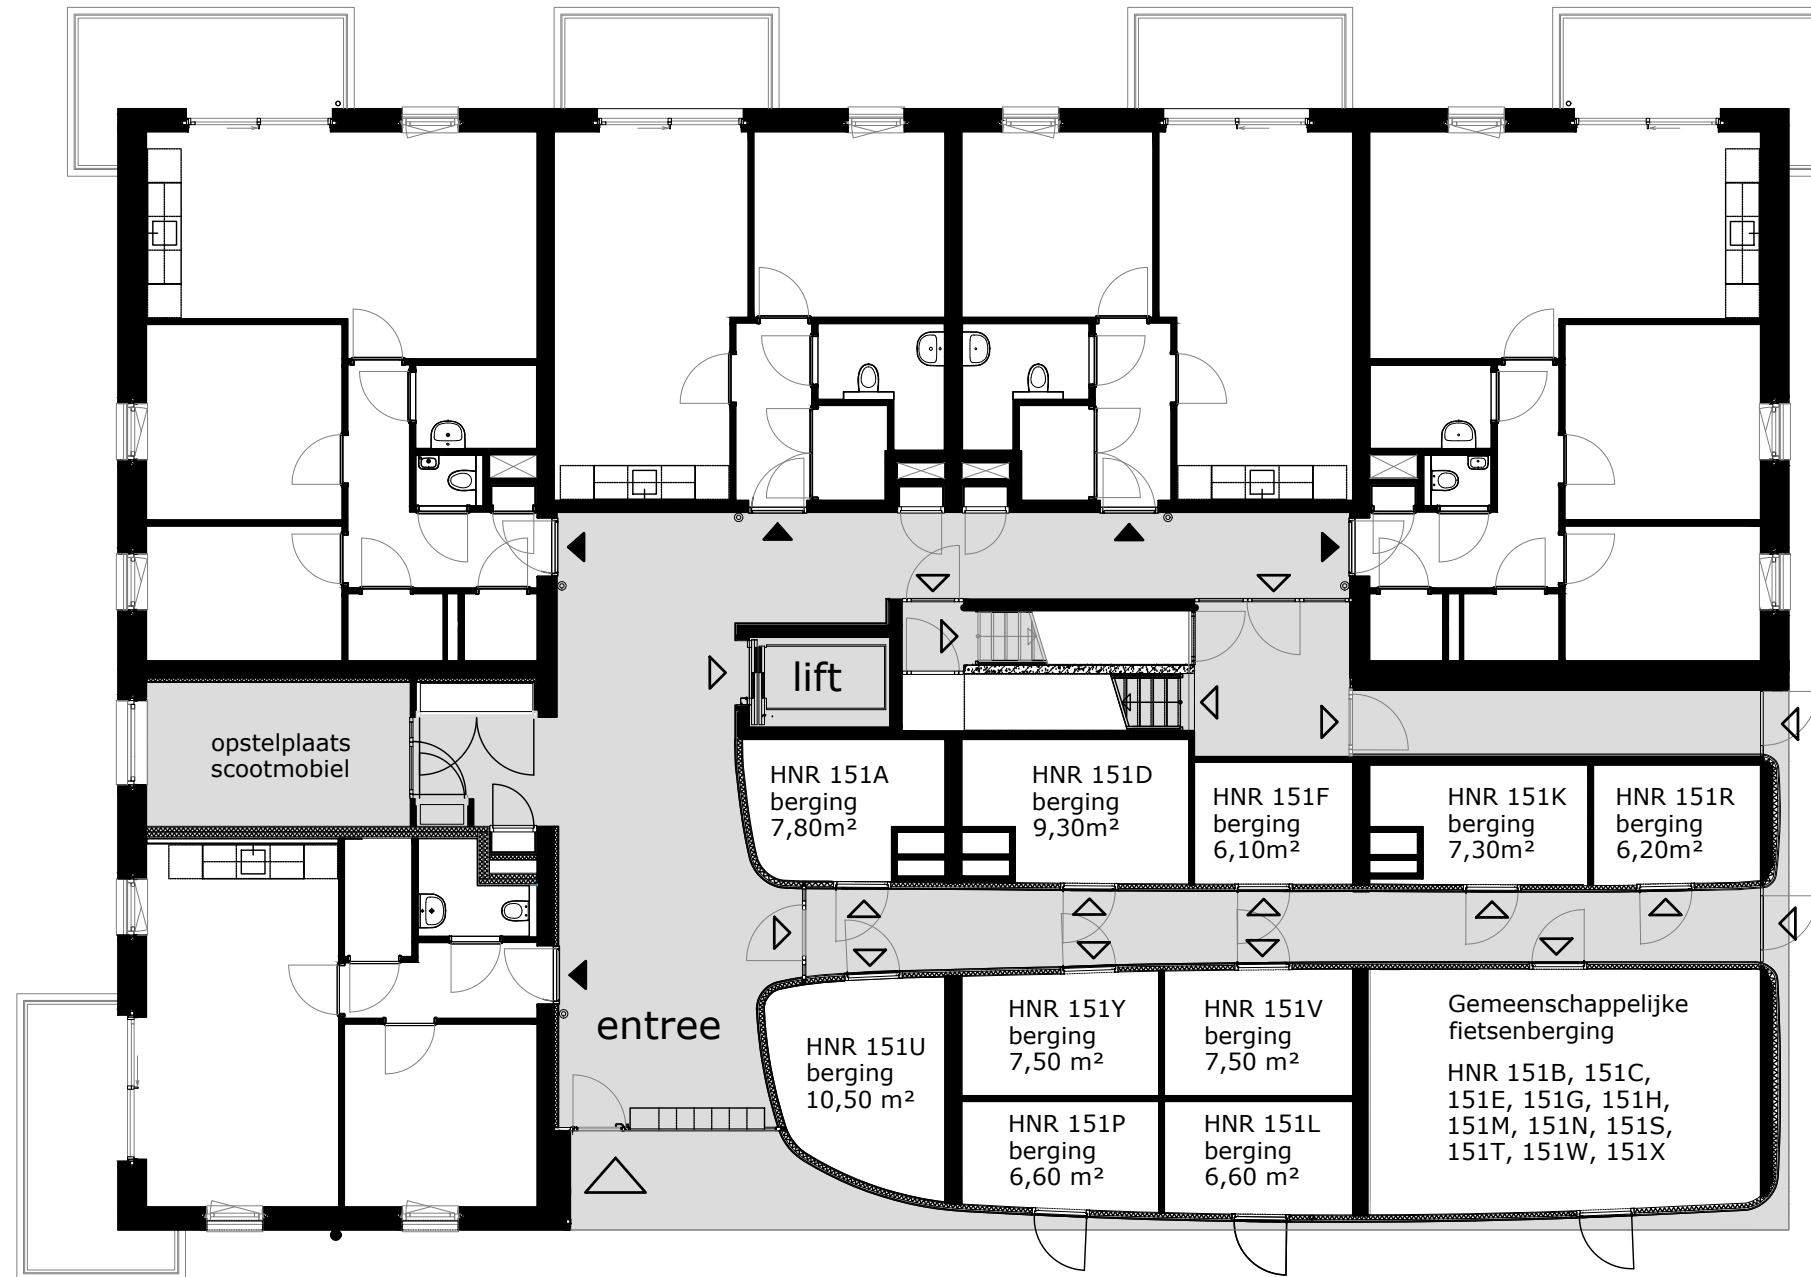 lift
opstelplaats
scootmobiel
HNR 151A
berging
7,80m²
HNR 151D
berging
9,30m²
HNR 151F
berging
6,10m²
HNR 151K
berging
7,30m²
HNR 151R
berging
6,20m²
entree
HNR 151U
berging
10,50 m²
HNR 151Y
berging
7,50 m²
HNR 151V
berging
7,50 m²
HNR 151P
berging
6,60 m²
HNR 151L
berging
6,60 m²
Gemeenschappelijke
fietsenberging
HNR 151B, 151C,
151E, 151G, 151H,
151M, 151N, 151S,
151T, 151W, 151X